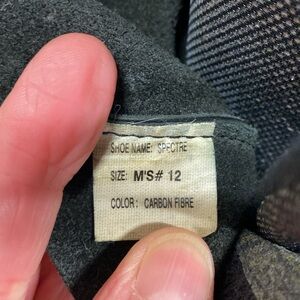 SHOE NAME: SPECTRE
SIZE: M'S# 12
COLOR: CARBON FIBRE